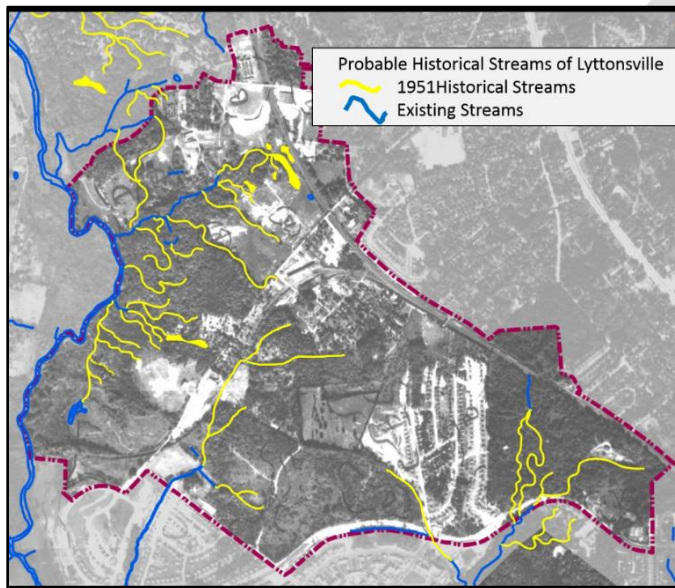 Probable Historical Streams of Lyttonsville
1951Historical Streams
Existing Streams